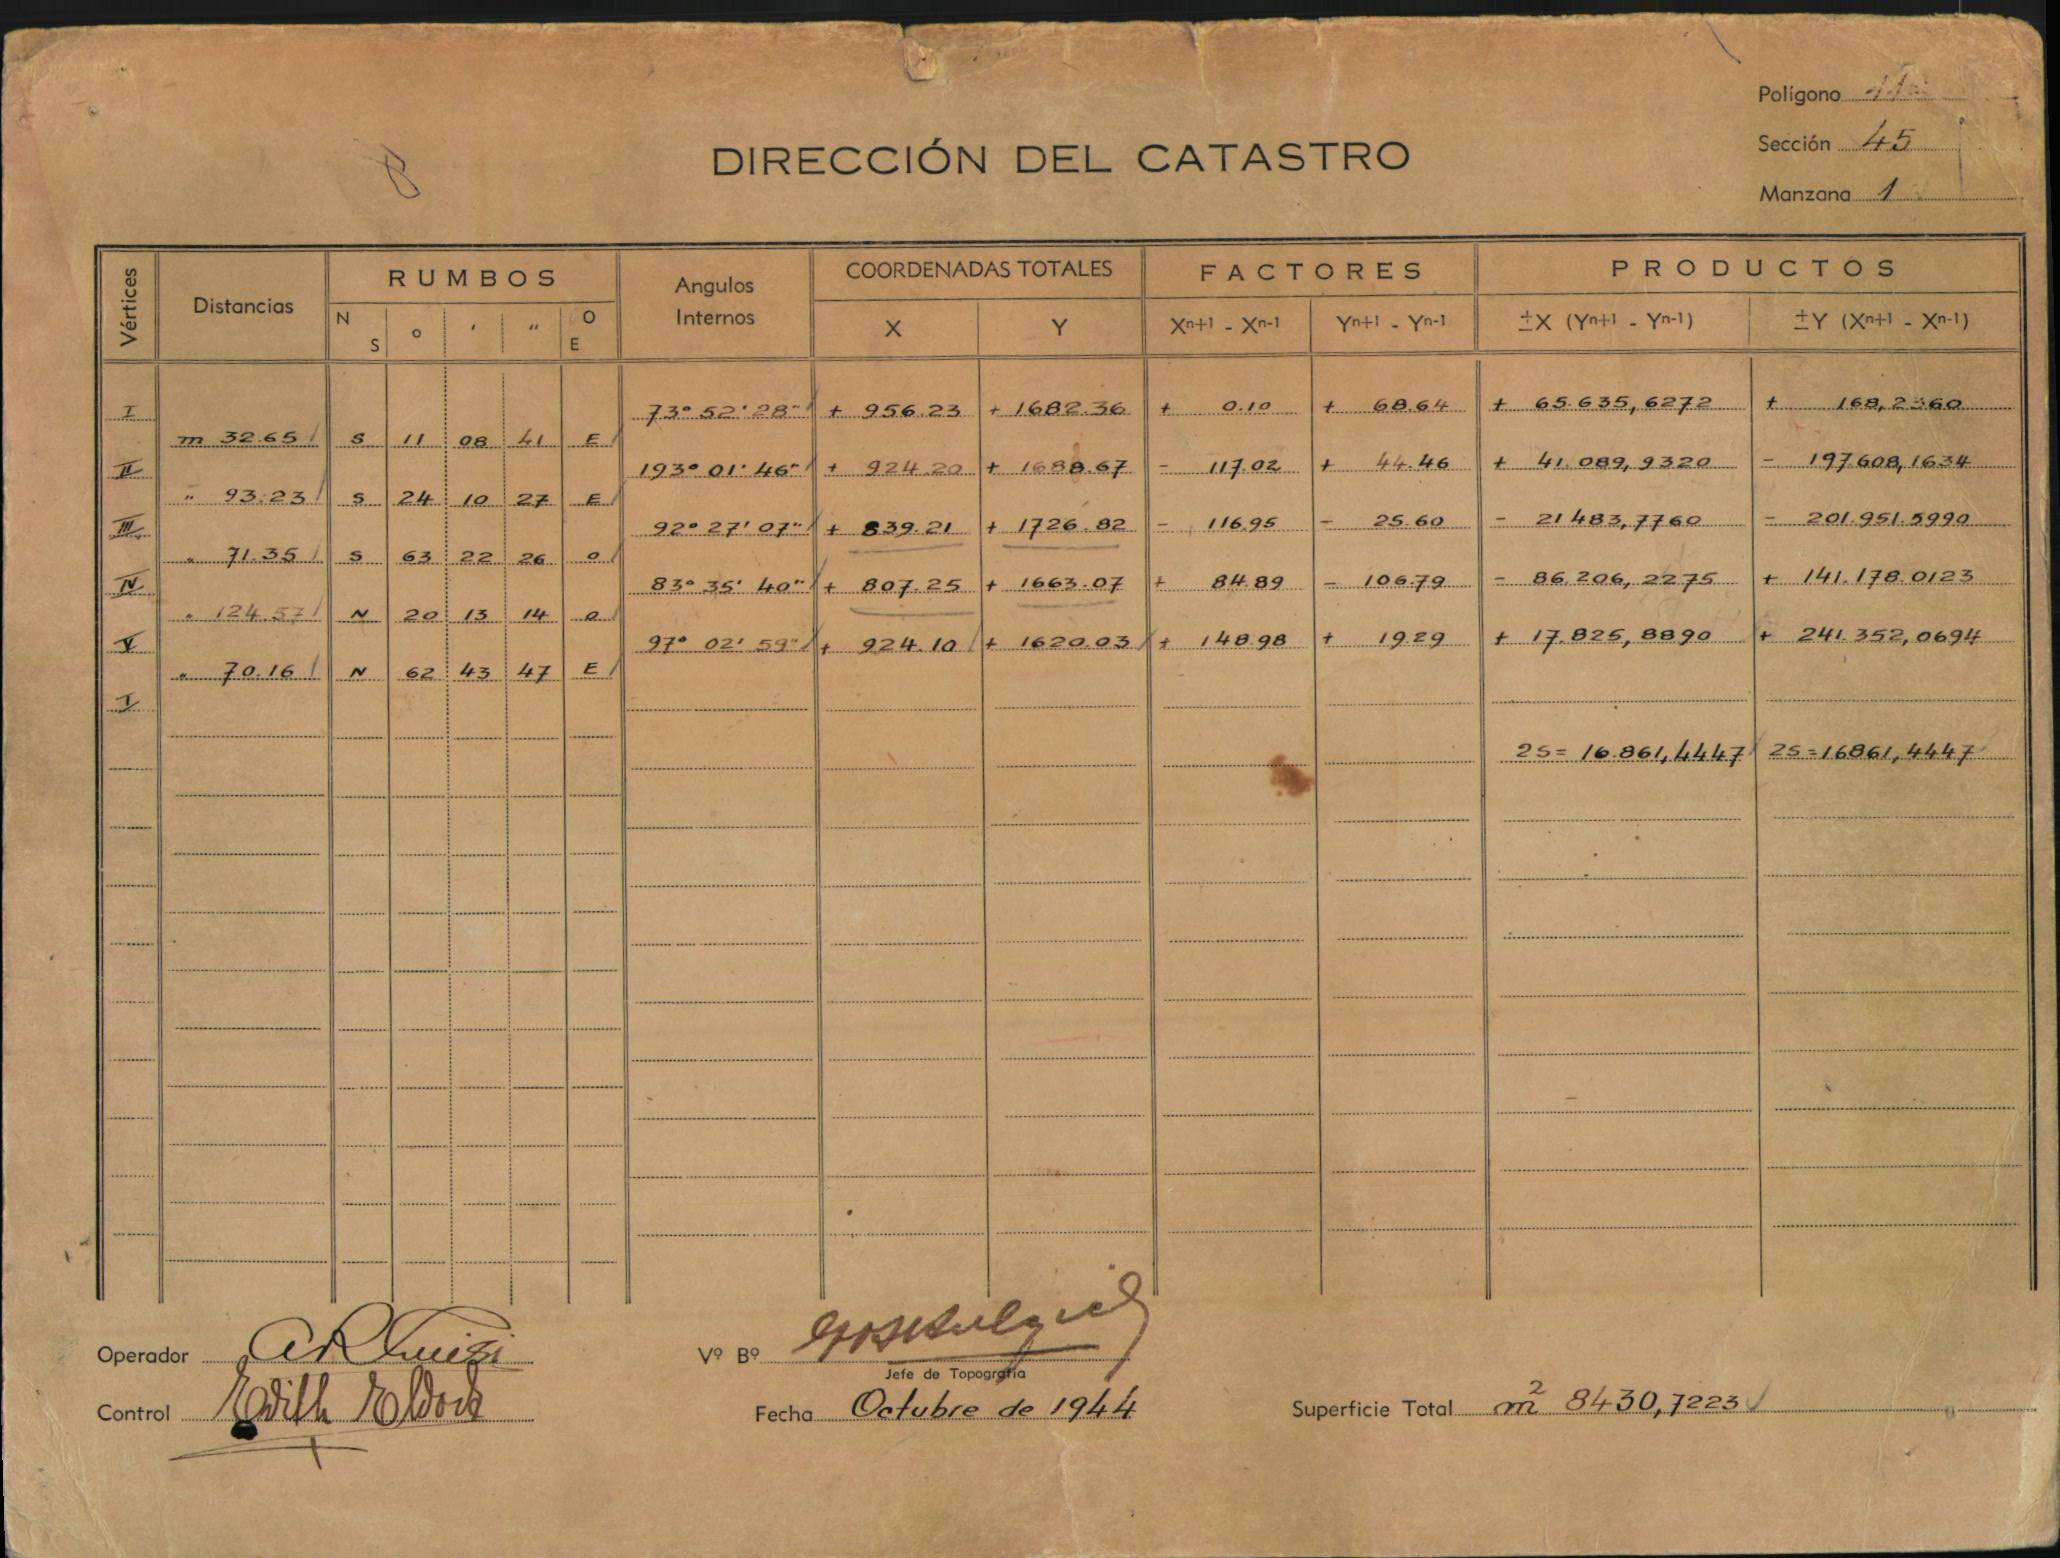 Polígono
8
DIRECCIÓN DEL CATASTRO
Sección 45
Manzana 1
Vértices
Distancias
RUMBOS
N S ° ' " O E
Angulos Internos
COORDENADAS TOTALES
X Y
FACTORES
Xn+1 - Xn-1 Yn+1 - Yn-1
PRODUCTOS
±X (Yn+1 - Yn-1) ±Y (Xn+1 - Xn-1)
I 73° 52' 28" + 956.23 + 1682.36 + 0.10 + 68.64 + 65.635,6272 + 168,2360
m 32.65 S 11 08 41 E
II 193° 01' 46" + 924.20 + 1688.67 - 117.02 + 44.46 + 41.089,9320 - 197.608,1634
" 93.23 S 24 10 27 E
III 92° 27' 07" + 839.21 + 1726.82 - 116.95 - 25.60 - 21483,7760 - 201.951.5990
" 71.35 S 63 22 26 O
IV 83° 35' 40" + 807.25 + 1663.07 + 84.89 - 106.79 - 86.206,2275 + 141.178.0123
" 124.57 N 20 13 14 O
V 97° 02' 59" + 924.10 + 1620.03 + 148.98 + 19.29 + 17.825,8890 + 241.352,0694
" 70.16 N 62 43 47 E
I
2S= 16.861,4447 2S=16861,4447
Operador
Vº Bº
Jefe de Topografía
Control Edith
Fecha Octubre de 1944
Superficie Total m2 8430,7223